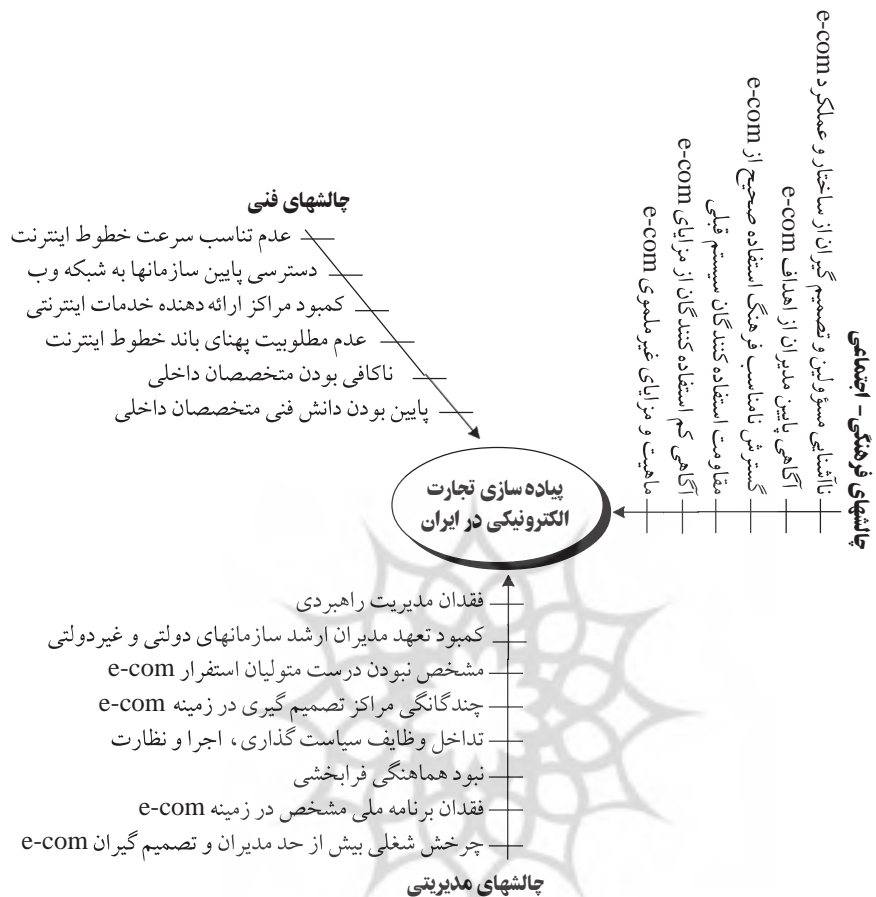 چالشهای فنی
عدم تناسب سرعت خطوط اینترنت
دسترسی پایین سازمانها به شبکه وب
کمبود مراکز ارائه دهنده خدمات اینترنتی
عدم مطلوبیت پهنای باند خطوط اینترنت
ناکافی بودن متخصصان داخلی
پایین بودن دانش فنی متخصصان داخلی
چالشهای فرهنگی - اجتماعی
ناآشنایی مسؤولین و تصمیم گیران از ساختار و عملکرد e-com
آگاهی پایین مدیران از اهداف e-com
گسترش نامناسب فرهنگ استفاده صحیح از e-com
مقاومت استفاده کنندگان سیستم قبلی
آگاهی کم استفاده کنندگان از مزایای e-com
ماهیت و مزایای غیر ملموی e-com
پیاده سازی تجارت
الکترونیکی در ایران
فقدان مدیریت راهبردی
کمبود تعهد مدیران ارشد سازمانهای دولتی و غیردولتی
مشخص نبودن درست متولیان استفرار e-com
چندگانگی مراکز تصمیم گیری در زمینه e-com
تداخل وظایف سیاست گذاری، اجرا و نظارت
نبود هماهنگی فرابخشی
فقدان برنامه ملی مشخص در زمینه e-com
چرخش شغلی بیش از حد مدیران و تصمیم گیران e-com
چالشهای مدیریتی